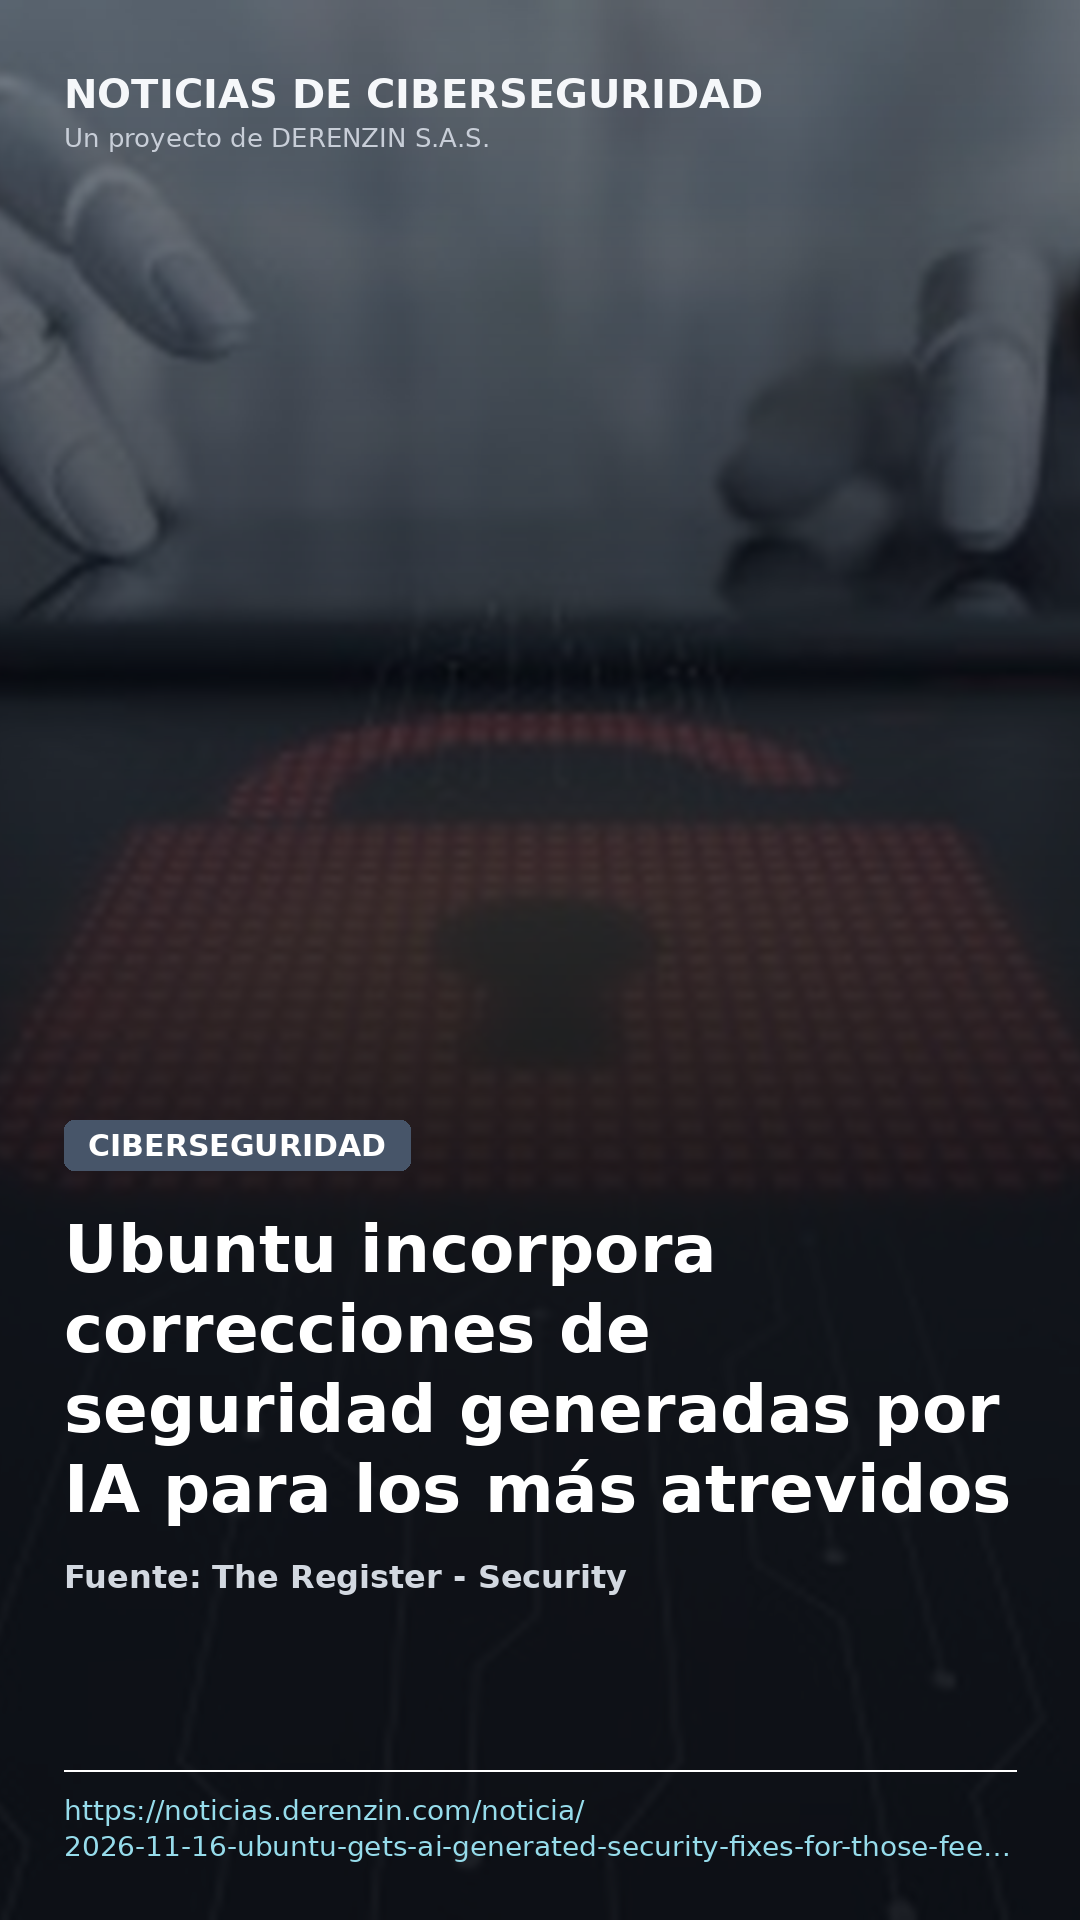 NOTICIAS DE CIBERSEGURIDAD
Un proyecto de DERENZIN S.A.S.
CIBERSEGURIDAD
Ubuntu incorpora
correcciones de
seguridad generadas por
IA para los más atrevidos
Fuente: The Register - Security
https://noticias.derenzin.com/noticia/
2026-11-16-ubuntu-gets-ai-generated-security-fixes-for-those-fee...